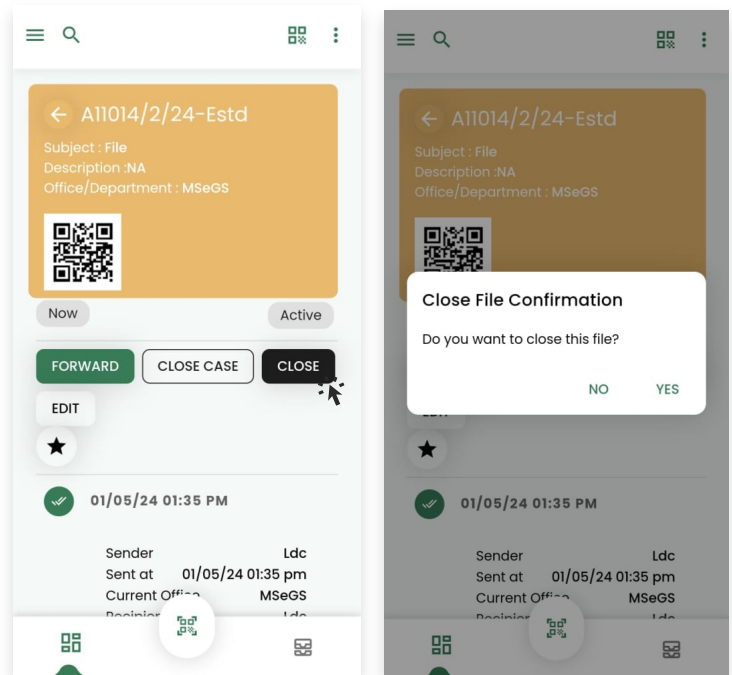 A11014/2/24-Estd
Subject : File
Description :NA
Office/Department : MSeGS
Now
Active
FORWARD
CLOSE CASE
CLOSE
EDIT
01/05/24 01:35 PM
Sender Ldc
Sent at 01/05/24 01:35 pm
Current Office MSeGS
Ldc
A11014/2/24-Estd
Subject : File
Description :NA
Office/Department : MSeGS
Close File Confirmation
Do you want to close this file?
NO
YES
01/05/24 01:35 PM
Sender Ldc
Sent at 01/05/24 01:35 pm
Current Office MSeGS